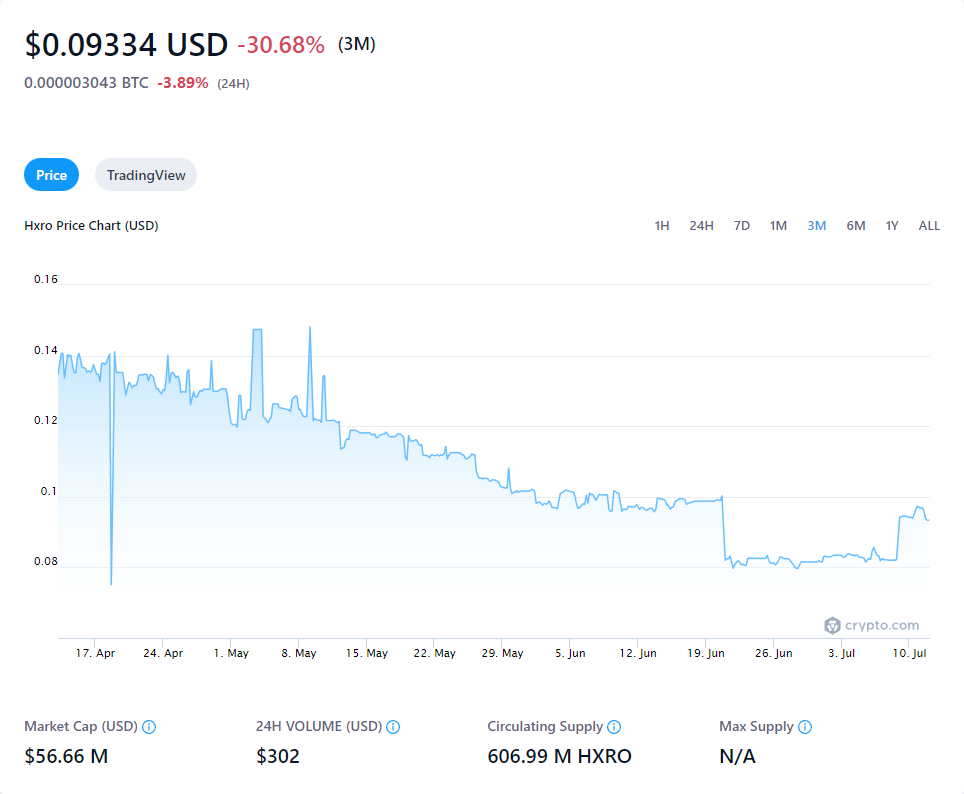 $0.09334 USD -30.68% (3M)
0.000003043 BTC -3.89% (24H)
Price TradingView
Hxro Price Chart (USD) 1H 24H 7D 1M 3M 6M 1Y ALL
0.16
0.14
0.12
0.1
0.08
crypto.com
17. Apr 24. Apr 1. May 8. May 15. May 22. May 29. May 5. Jun 12. Jun 19. Jun 26. Jun 3. Jul 10. Jul
Market Cap (USD) 24H VOLUME (USD) Circulating Supply Max Supply
$56.66 M $302 606.99 M HXRO N/A